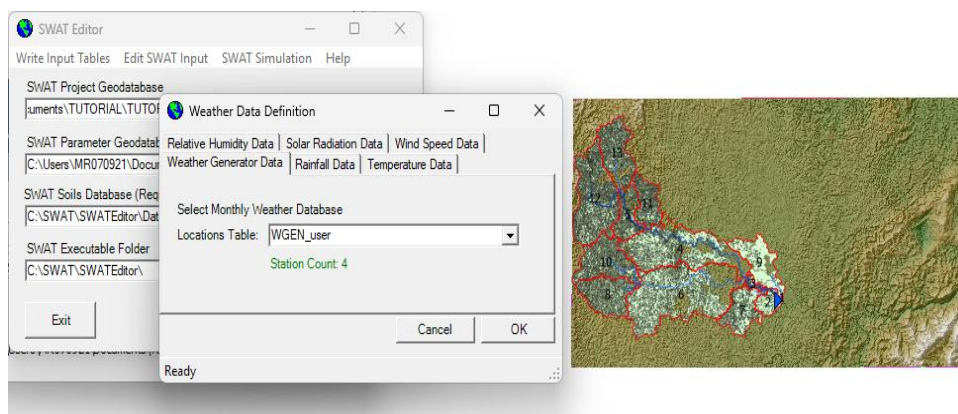 SWAT Editor
Write Input Tables Edit SWAT Input SWAT Simulation Help
SWAT Project Geodatabase
:uments\TUTORIAL\TUTOF
SWAT Parameter Geodatab
C:\Users\MR070921\Docur
SWAT Soils Database (Req
C:\SWAT\SWATEditor\Dat
SWAT Executable Folder
C:\SWAT\SWATEditor\
Exit
Weather Data Definition
Relative Humidity Data Solar Radiation Data Wind Speed Data
Weather Generator Data Rainfall Data Temperature Data
Select Monthly Weather Database
Locations Table: WGEN_user
Station Count: 4
Cancel OK
Ready
13
12
11
4
9
10
3
8
6
2